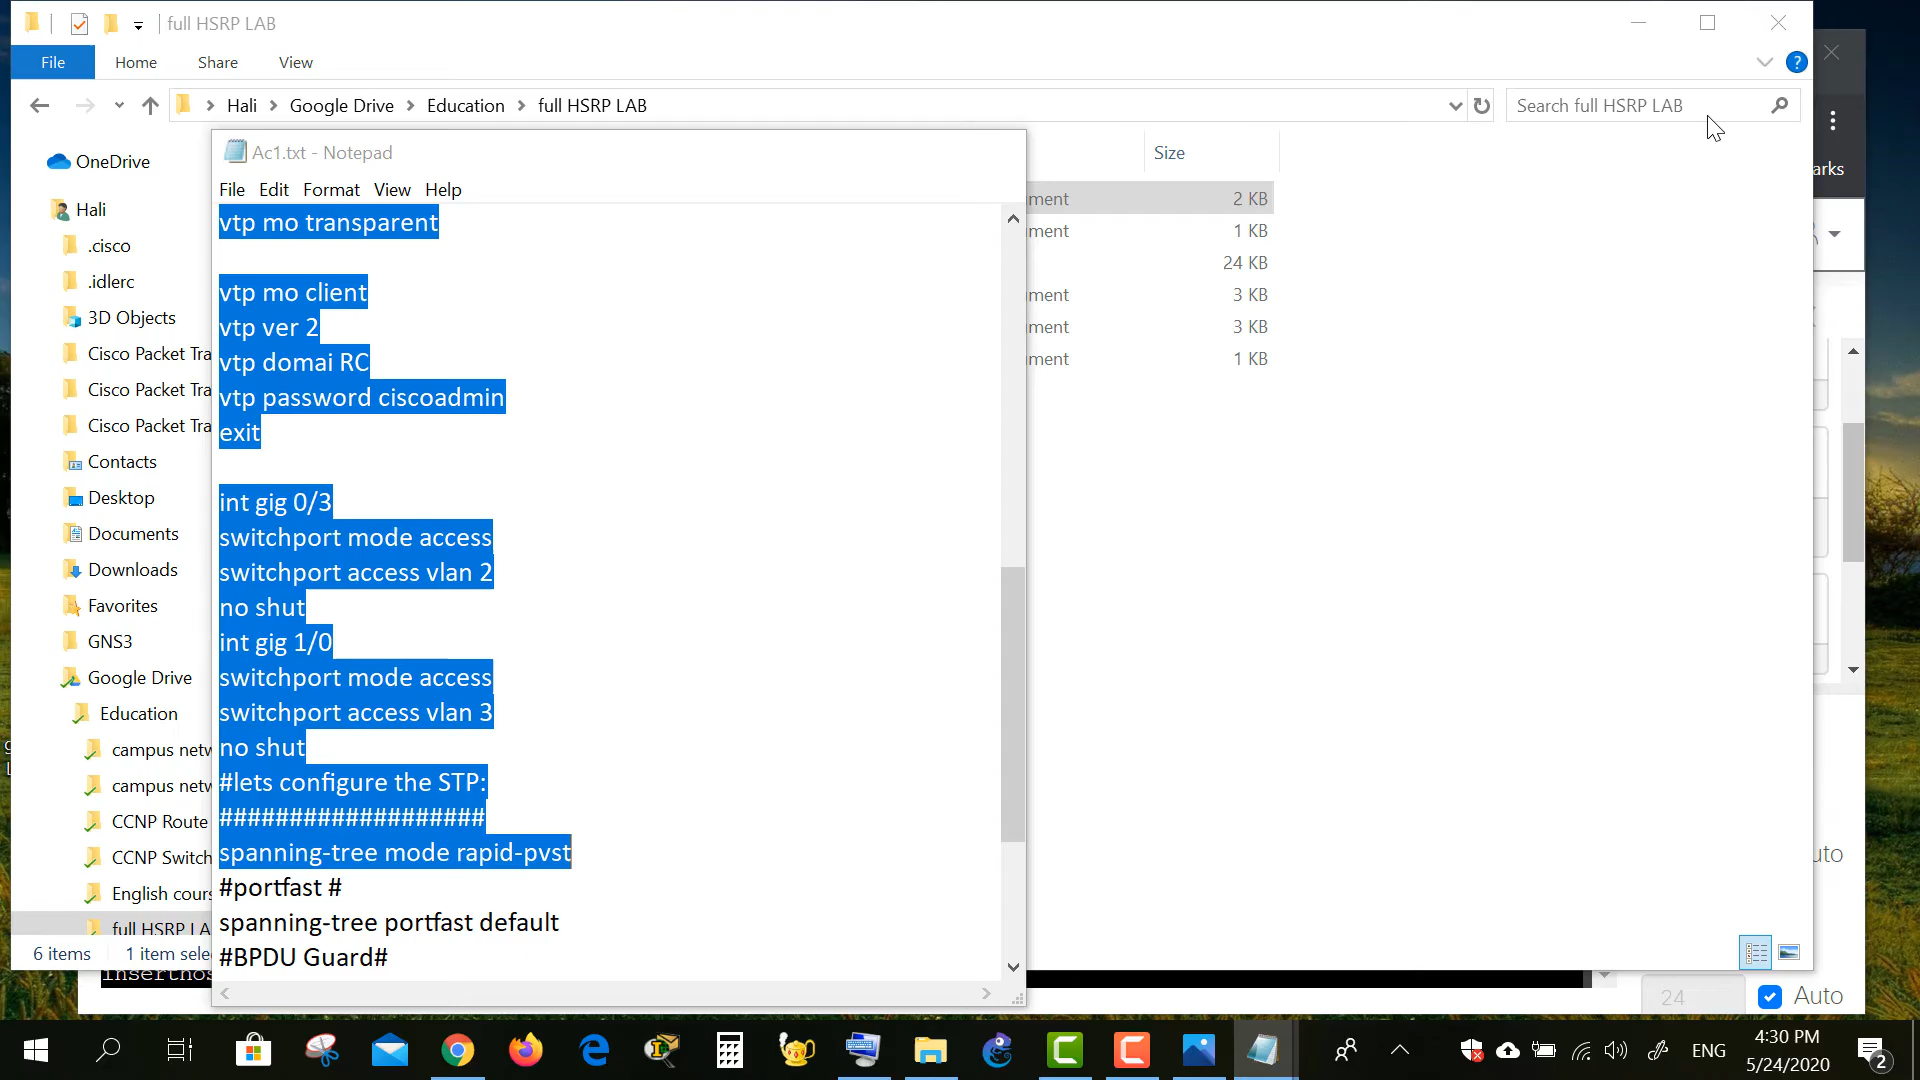 full HSRP LAB
File Home Share View
Hali Google Drive Education full HSRP LAB
Search full HSRP LAB
OneDrive
Hali
.cisco
.idlerc
3D Objects
Cisco Packet Tra
Cisco Packet Tra
Cisco Packet Tra
Contacts
Desktop
Documents
Downloads
Favorites
GNS3
Google Drive
Education
campus netw
campus netw
CCNP Route
CCNP Switch
English cours
full HSRP LA
6 items 1 item sele
Ac1.txt - Notepad
File Edit Format View Help
vtp mo transparent
vtp mo client
vtp ver 2
vtp domai RC
vtp password ciscoadmin
exit
int gig 0/3
switchport mode access
switchport access vlan 2
no shut
int gig 1/0
switchport mode access
switchport access vlan 3
no shut
#lets configure the STP:
###################
spanning-tree mode rapid-pvst
#portfast #
spanning-tree portfast default
#BPDU Guard#
Size
ment 2 KB
ment 1 KB
24 KB
ment 3 KB
ment 3 KB
ment 1 KB
arks
uto
24 Auto
ENG
4:30 PM
5/24/2020
2